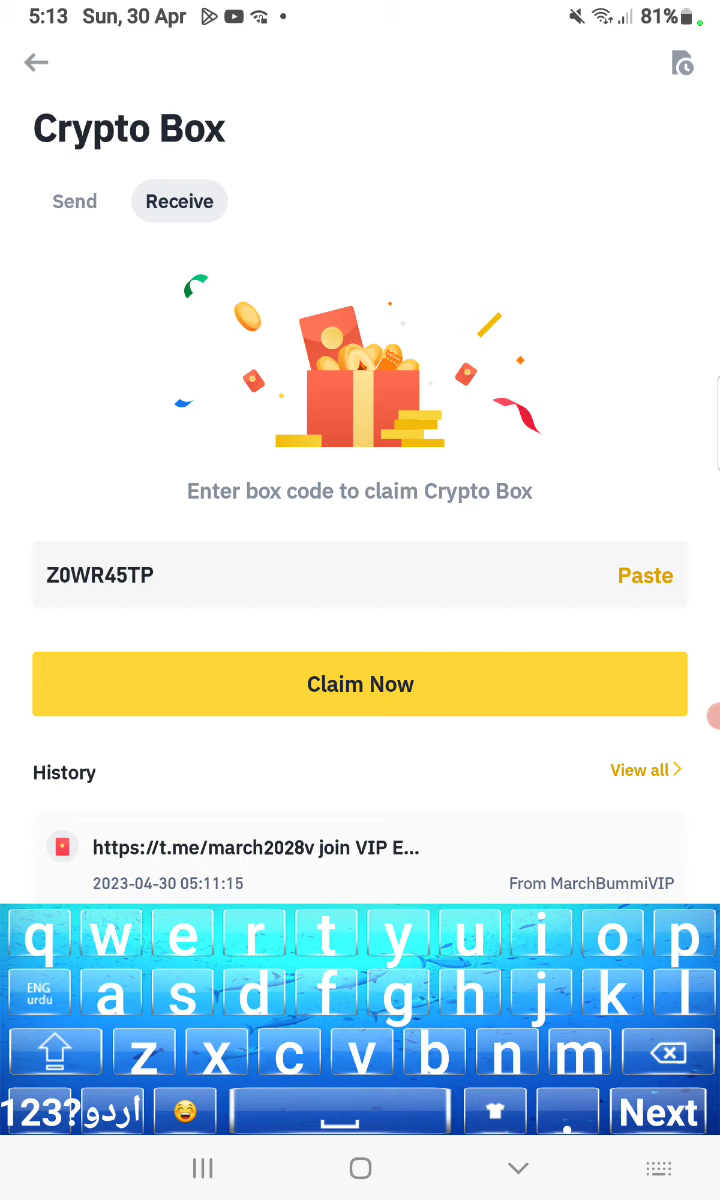 5:13 Sun, 30 Apr 81%
Crypto Box
Send Receive
Enter box code to claim Crypto Box
Z0WR45TP Paste
Claim Now
History View all
https://t.me/march2028v join VIP E...
2023-04-30 05:11:15 From MarchBummiVIP
q w e r t y u i o p
ENG urdu a s d f g h j k l
z x c v b n m
123? اردو . Next